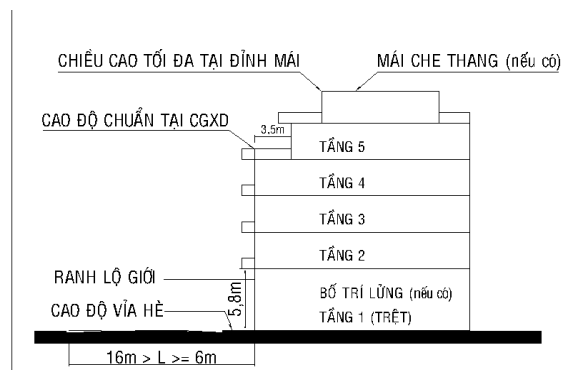 CHIỀU CAO TỐI ĐA TẠI ĐỈNH MÁI
MÁI CHE THANG (nếu có)
CAO ĐỘ CHUẨN TẠI CGXD
3.5m
TẦNG 5
TẦNG 4
TẦNG 3
TẦNG 2
RANH LỘ GIỚI
5,8m
BỐ TRÍ LỬNG (nếu có)
CAO ĐỘ VỈA HÈ
TẦNG 1 (TRỆT)
16m > L >= 6m